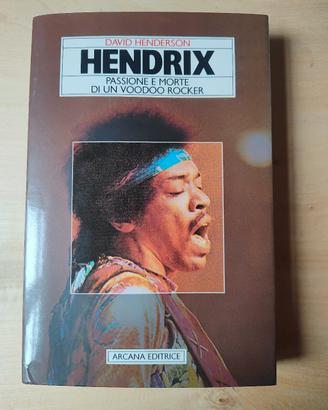 DAVID HENDERSON
HENDRIX
PASSIONE E MORTE
DI UN VOODOO ROCKER
ARCANA EDITRICE